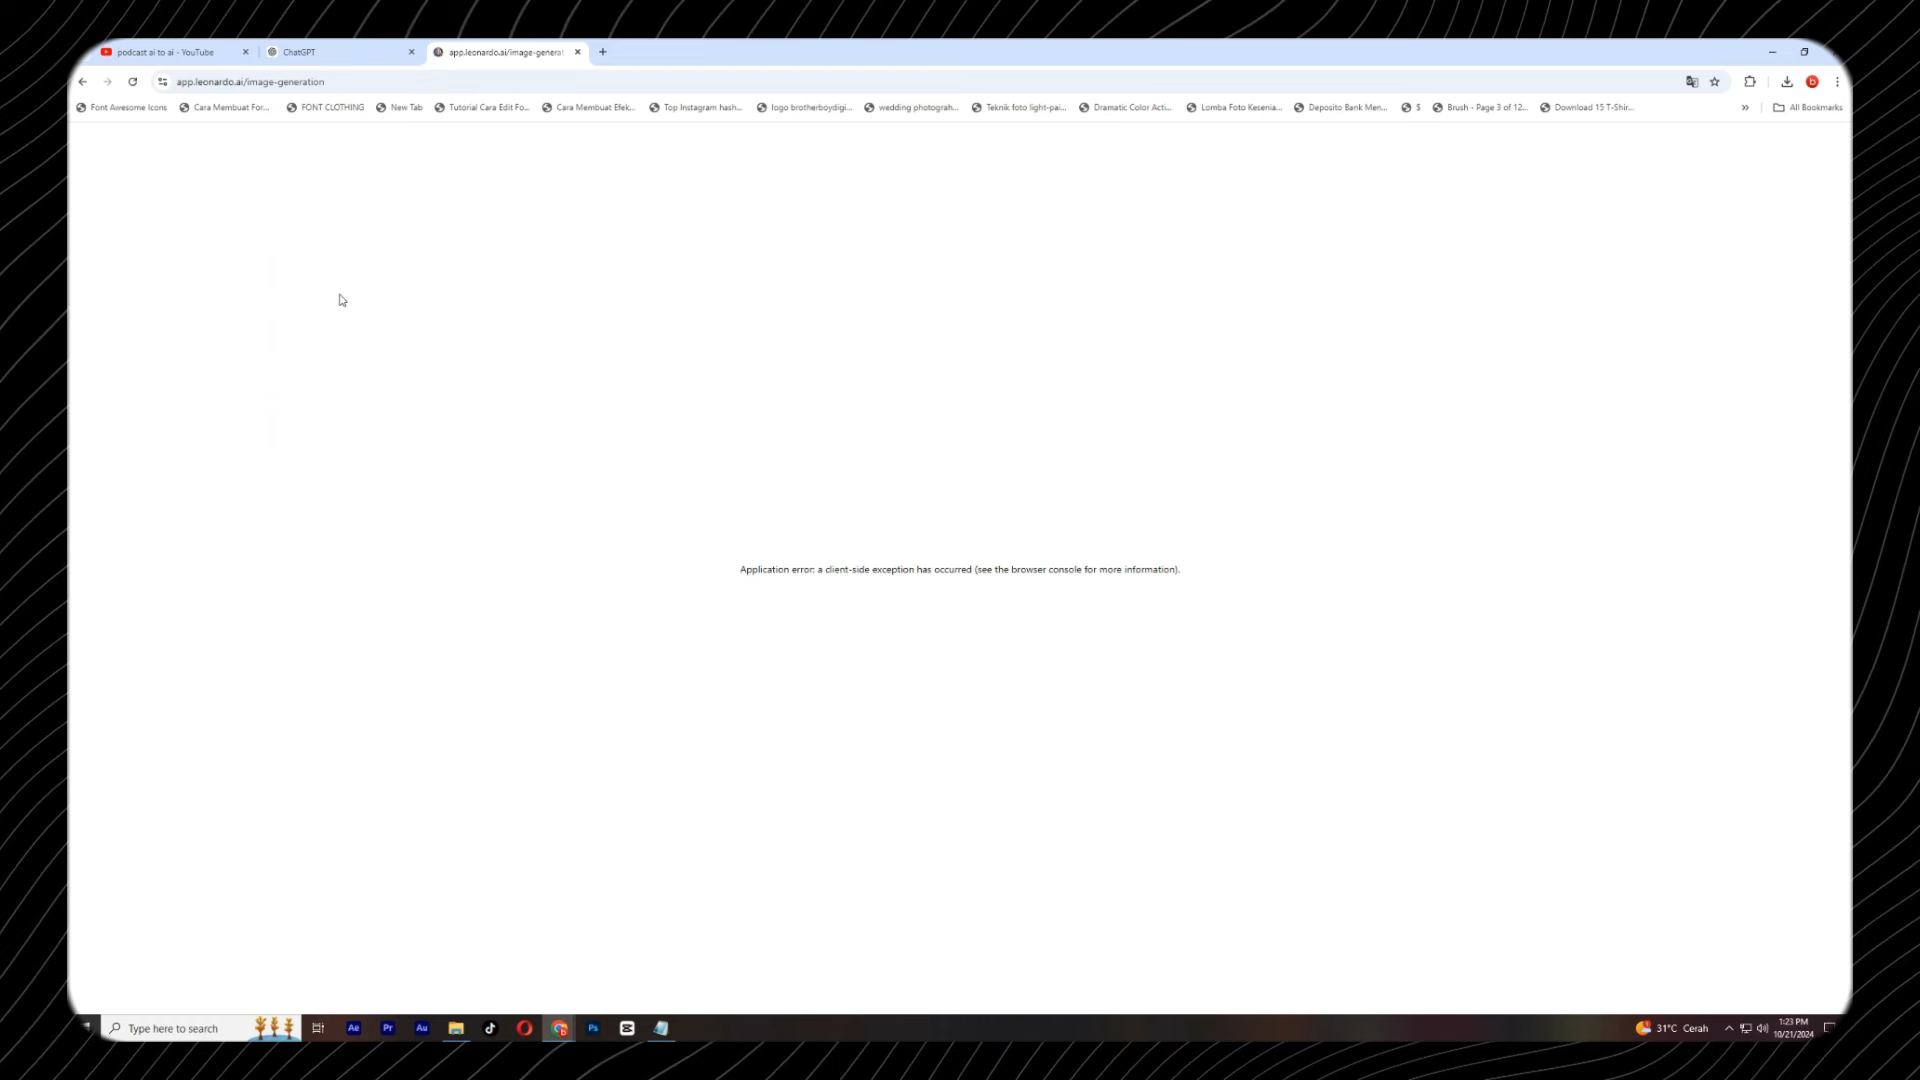 podcast ai to ai - YouTube
ChatGPT
app.leonardo.ai/image-generat
app.leonardo.ai/image-generation
Font Awesome Icons
Cara Membuat For...
FONT CLOTHING
New Tab
Tutorial Cara Edit Fo...
Cara Membuat Efek...
Top Instagram hash...
logo brotherboydigi...
wedding photograh...
Teknik foto light-pai...
Dramatic Color Acti...
Lomba Foto Kesenia...
Deposito Bank Men...
$
Brush - Page 3 of 12...
Download 15 T-Shir...
»
All Bookmarks
b
Application error: a client-side exception has occurred (see the browser console for more information).
Type here to search
Ae
Pr
Au
Ps
31°C Cerah
1:23 PM
10/21/2024